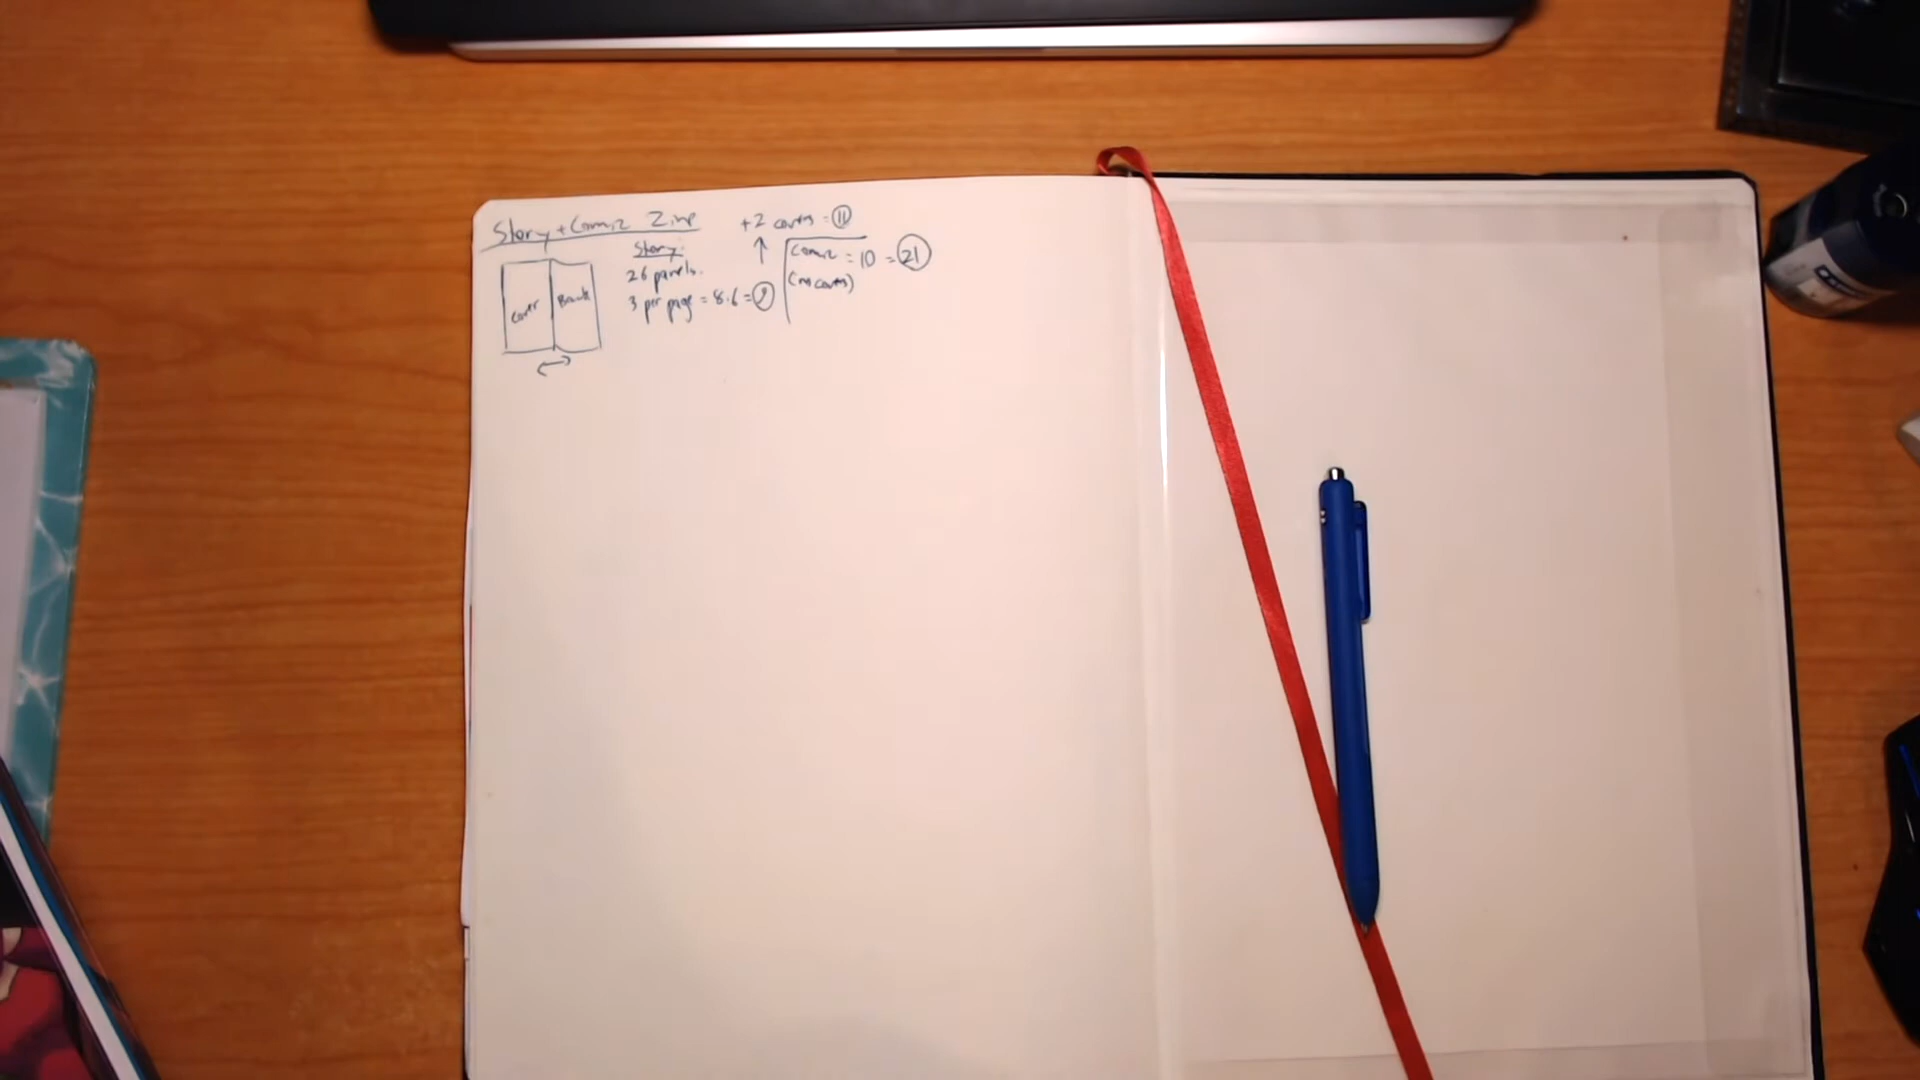 Story + Comic Zine
Cover
Back
Story:
26 panels.
3 per page = 8.6 = 9
+2 covers = 11
Comic = 10 = 21
(no covers)